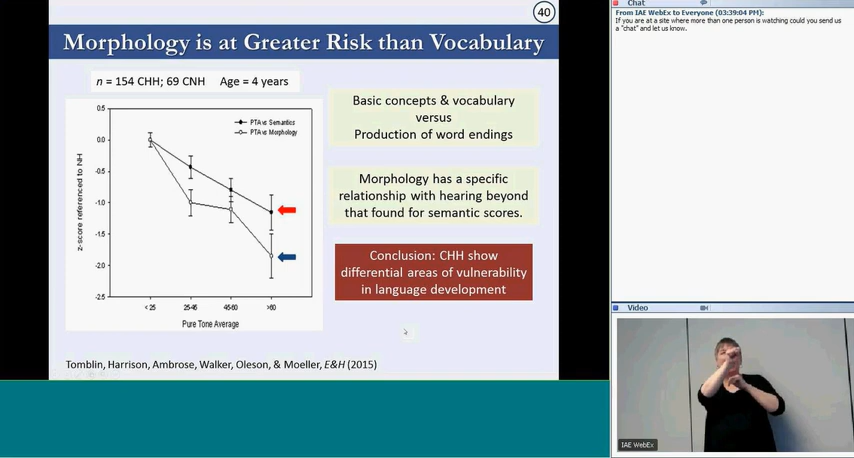 40
Morphology is at Greater Risk than Vocabulary
n = 154 CHH; 69 CNH Age = 4 years
0.5
0.0
-0.5
-1.0
-1.5
-2.0
-2.5
z-score referenced to NH
PTA vs Semantics
PTA vs Morphology
< 25
25-45
45-60
>60
Pure Tone Average
Basic concepts & vocabulary
versus
Production of word endings
Morphology has a specific
relationship with hearing beyond
that found for semantic scores.
Conclusion: CHH show
differential areas of vulnerability
in language development
Tomblin, Harrison, Ambrose, Walker, Oleson, & Moeller, E&H (2015)
Chat
From IAE WebEx to Everyone (03:39:04 PM):
If you are at a site where more than one person is watching could you send us
a "chat" and let us know.
Video
IAE WebEx